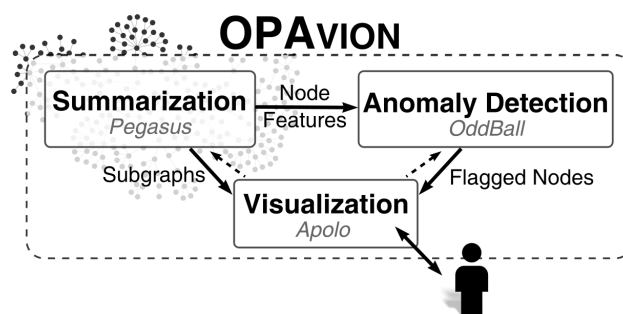 OPAVION
Summarization
Pegasus
Node
Features
Anomaly Detection
OddBall
Subgraphs
Flagged Nodes
Visualization
Apolo